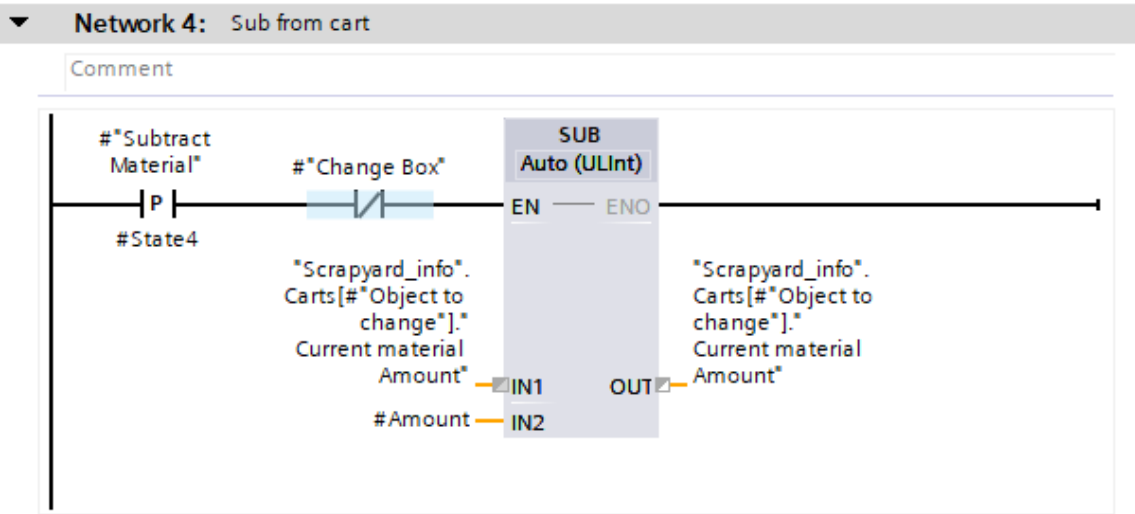 Network 4: Sub from cart
Comment
#"Subtract
Material"
P
#State4
#"Change Box"
SUB
Auto (ULInt)
EN
ENO
"Scrapyard_info".
Carts[#"Object to
change"]."
Current material
Amount"
IN1
#Amount
IN2
OUT
"Scrapyard_info".
Carts[#"Object to
change"]."
Current material
Amount"